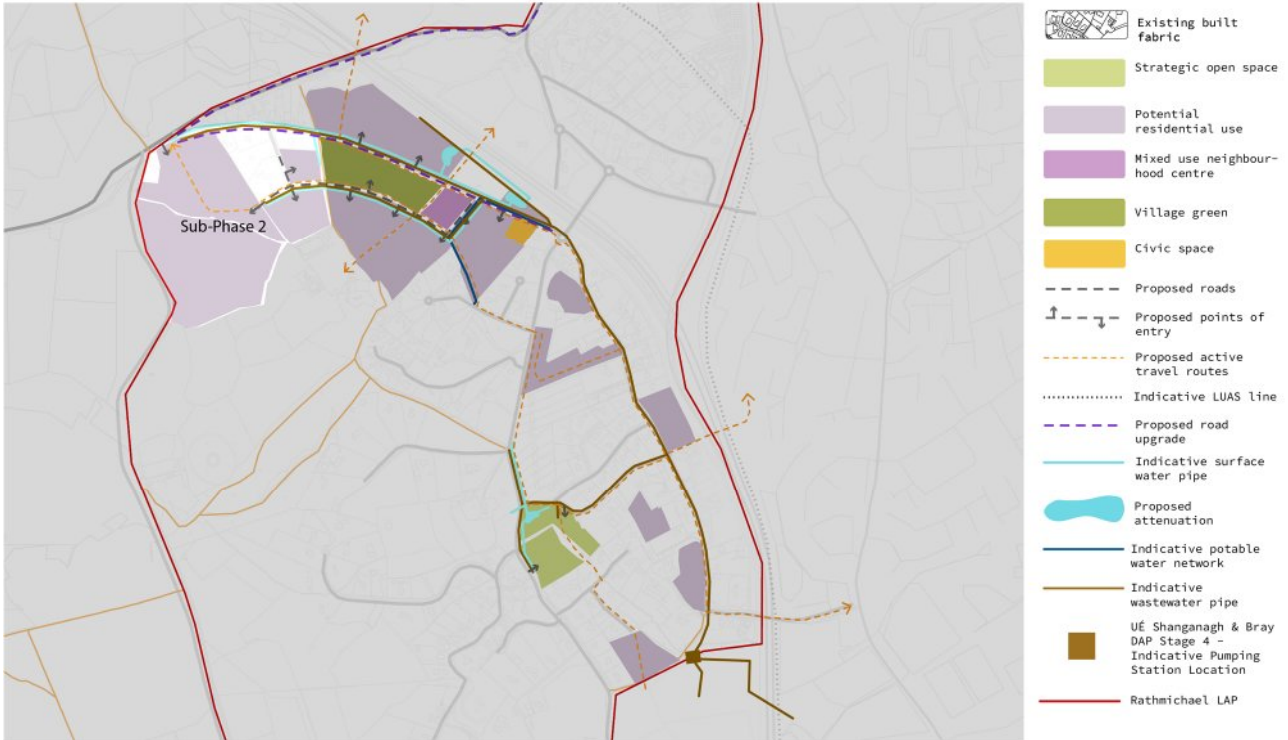 Existing built
fabric
Strategic open space
Potential
residential use
Mixed use neighbour-
hood centre
Village green
Civic space
Proposed roads
Proposed points of
entry
Proposed active
travel routes
Indicative LUAS line
Proposed road
upgrade
Indicative surface
water pipe
Proposed
attenuation
Indicative potable
water network
Indicative
wastewater pipe
UÉ Shanganagh & Bray
DAP Stage 4 –
Indicative Pumping
Station Location
Rathmichael LAP
Sub-Phase 2